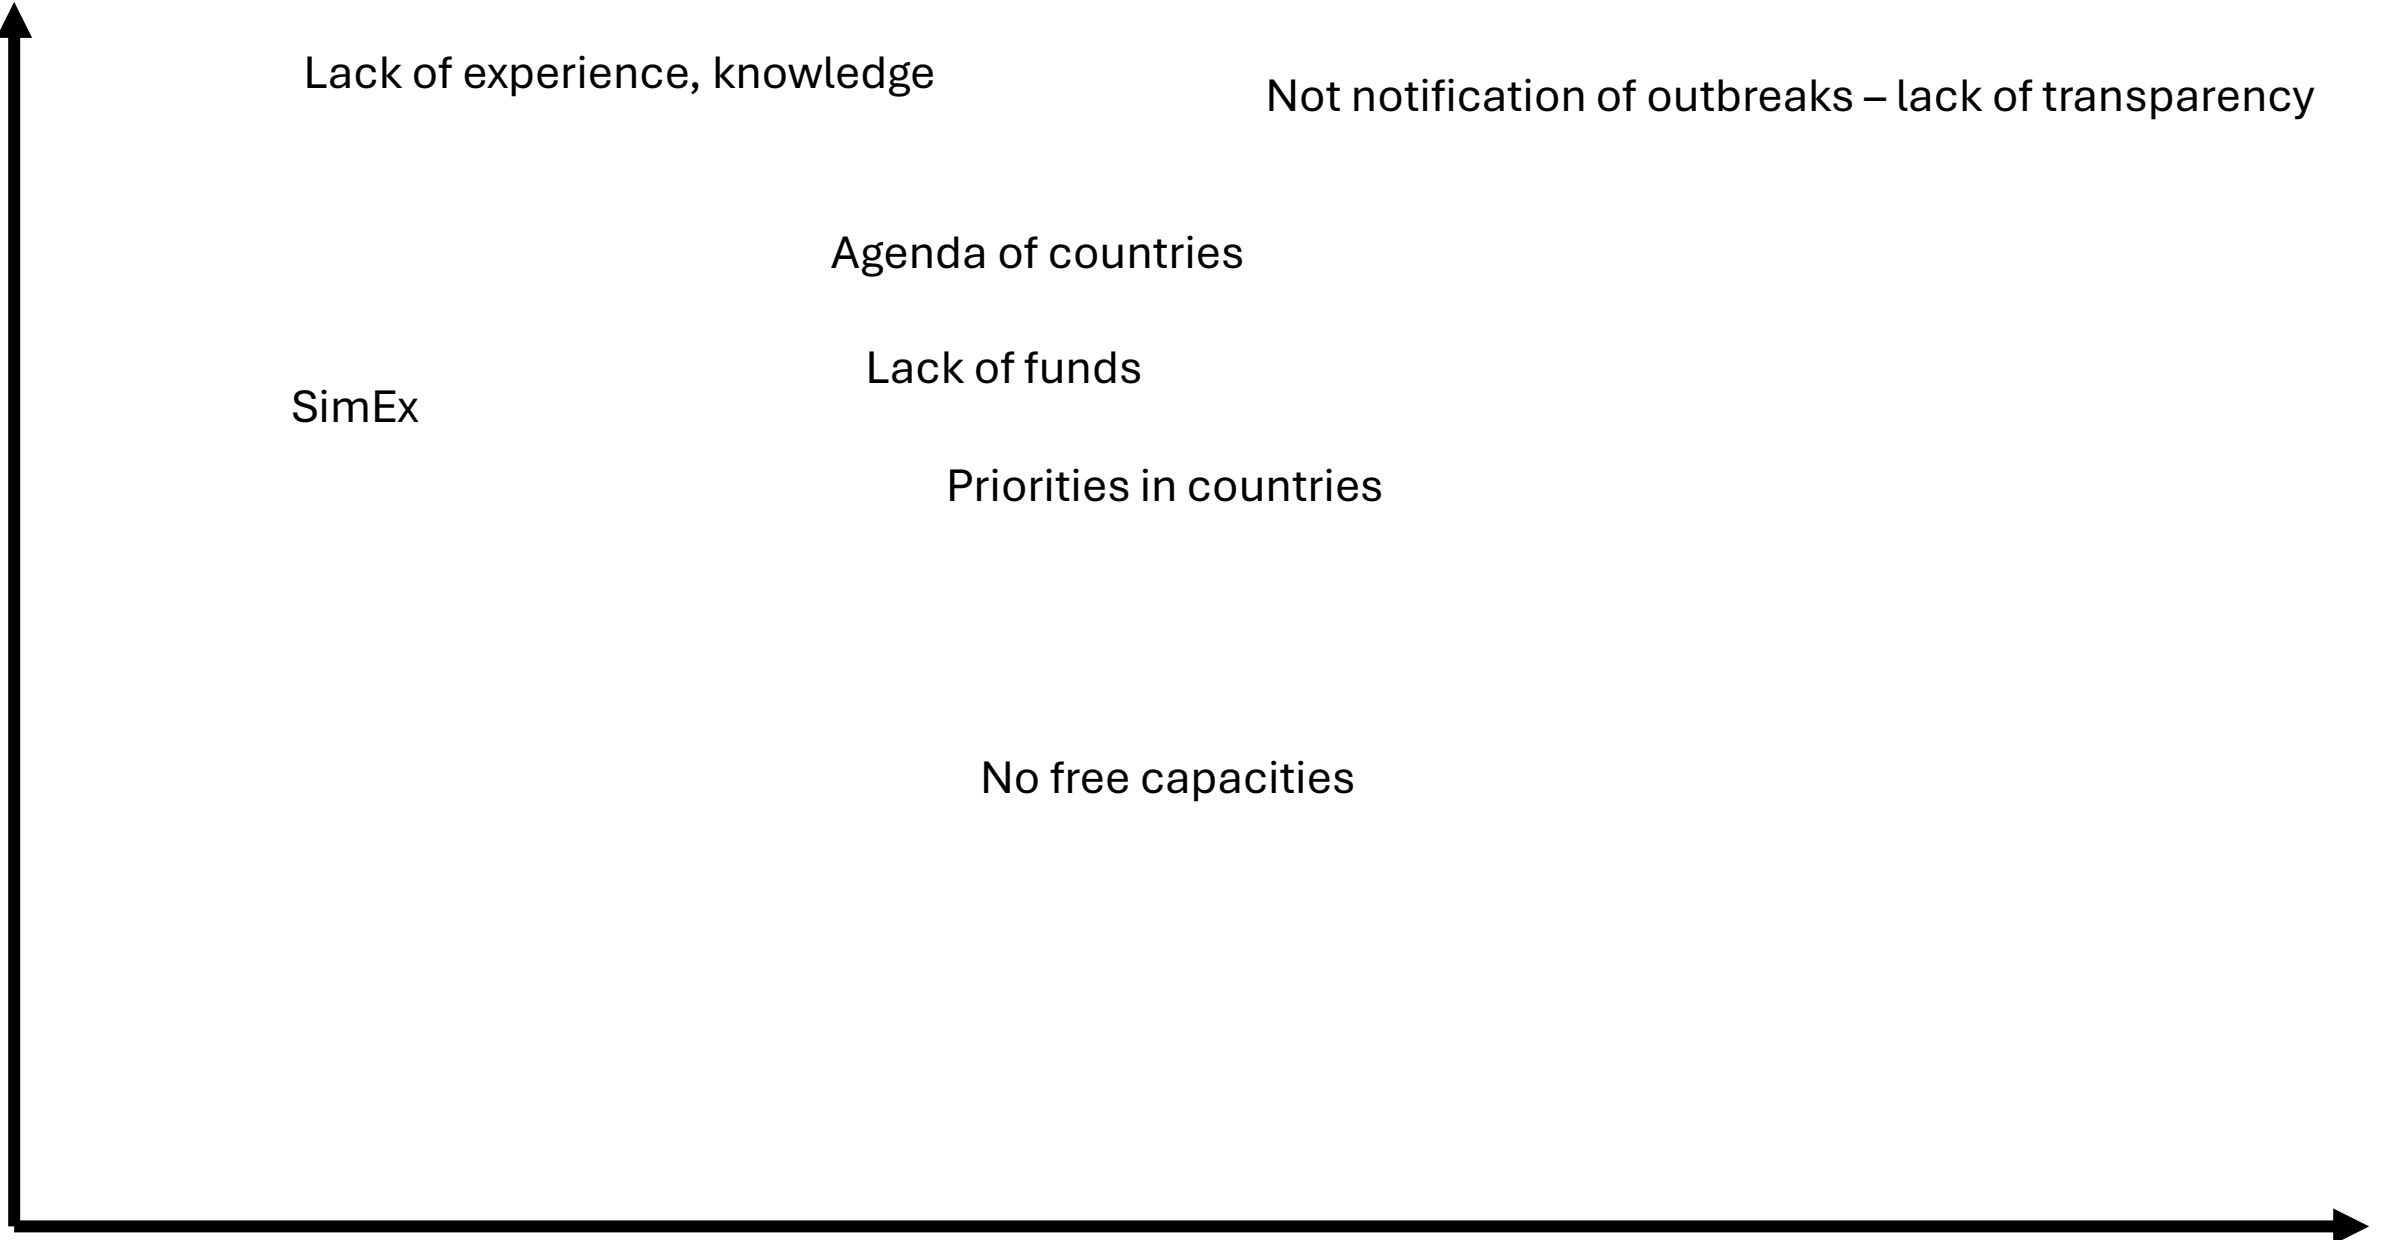 Lack of experience, knowledge
Not notification of outbreaks – lack of transparency
Agenda of countries
Lack of funds
SimEx
Priorities in countries
No free capacities